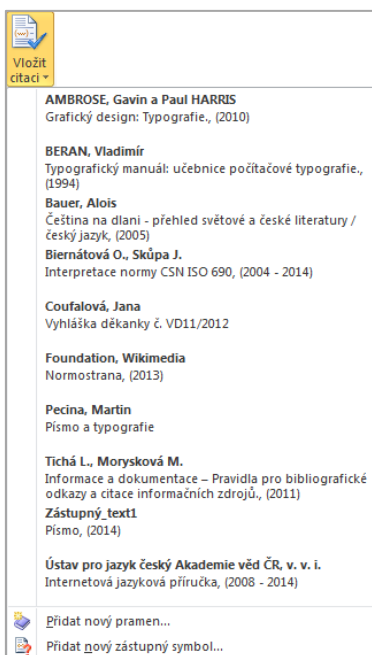 Vložit
citaci
AMBROSE, Gavin a Paul HARRIS
Grafický design: Typografie., (2010)
BERAN, Vladimír
Typografický manuál: učebnice počítačové typografie.,
(1994)
Bauer, Alois
Čeština na dlani - přehled světové a české literatury /
český jazyk, (2005)
Biernátová O., Skůpa J.
Interpretace normy CSN ISO 690, (2004 - 2014)
Coufalová, Jana
Vyhláška děkanky č. VD11/2012
Foundation, Wikimedia
Normostrana, (2013)
Pecina, Martin
Písmo a typografie
Tichá L., Morysková M.
Informace a dokumentace – Pravidla pro bibliografické
odkazy a citace informačních zdrojů., (2011)
Zástupný_text1
Písmo, (2014)
Ústav pro jazyk český Akademie věd ČR, v. v. i.
Internetová jazyková příručka, (2008 - 2014)
Přidat nový pramen...
Přidat nový zástupný symbol...